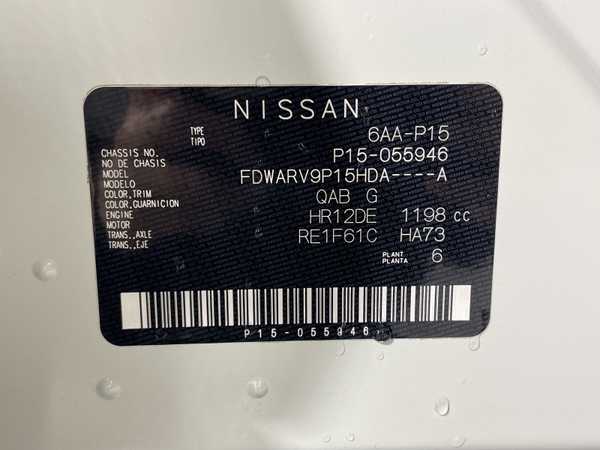 NISSAN
TYPE 6AA-P15
TIPO
CHASSIS NO. P15-055946
NO DE CHASIS
MODEL FDWARV9P15HDA----A
MODELO
COLOR,TRIM QAB G
COLOR,GUARNICION
ENGINE HR12DE 1198 cc
MOTOR
TRANS.,AXLE RE1F61C HA73
TRANS.,EJE
PLANT 6
PLANTA
P15-055946